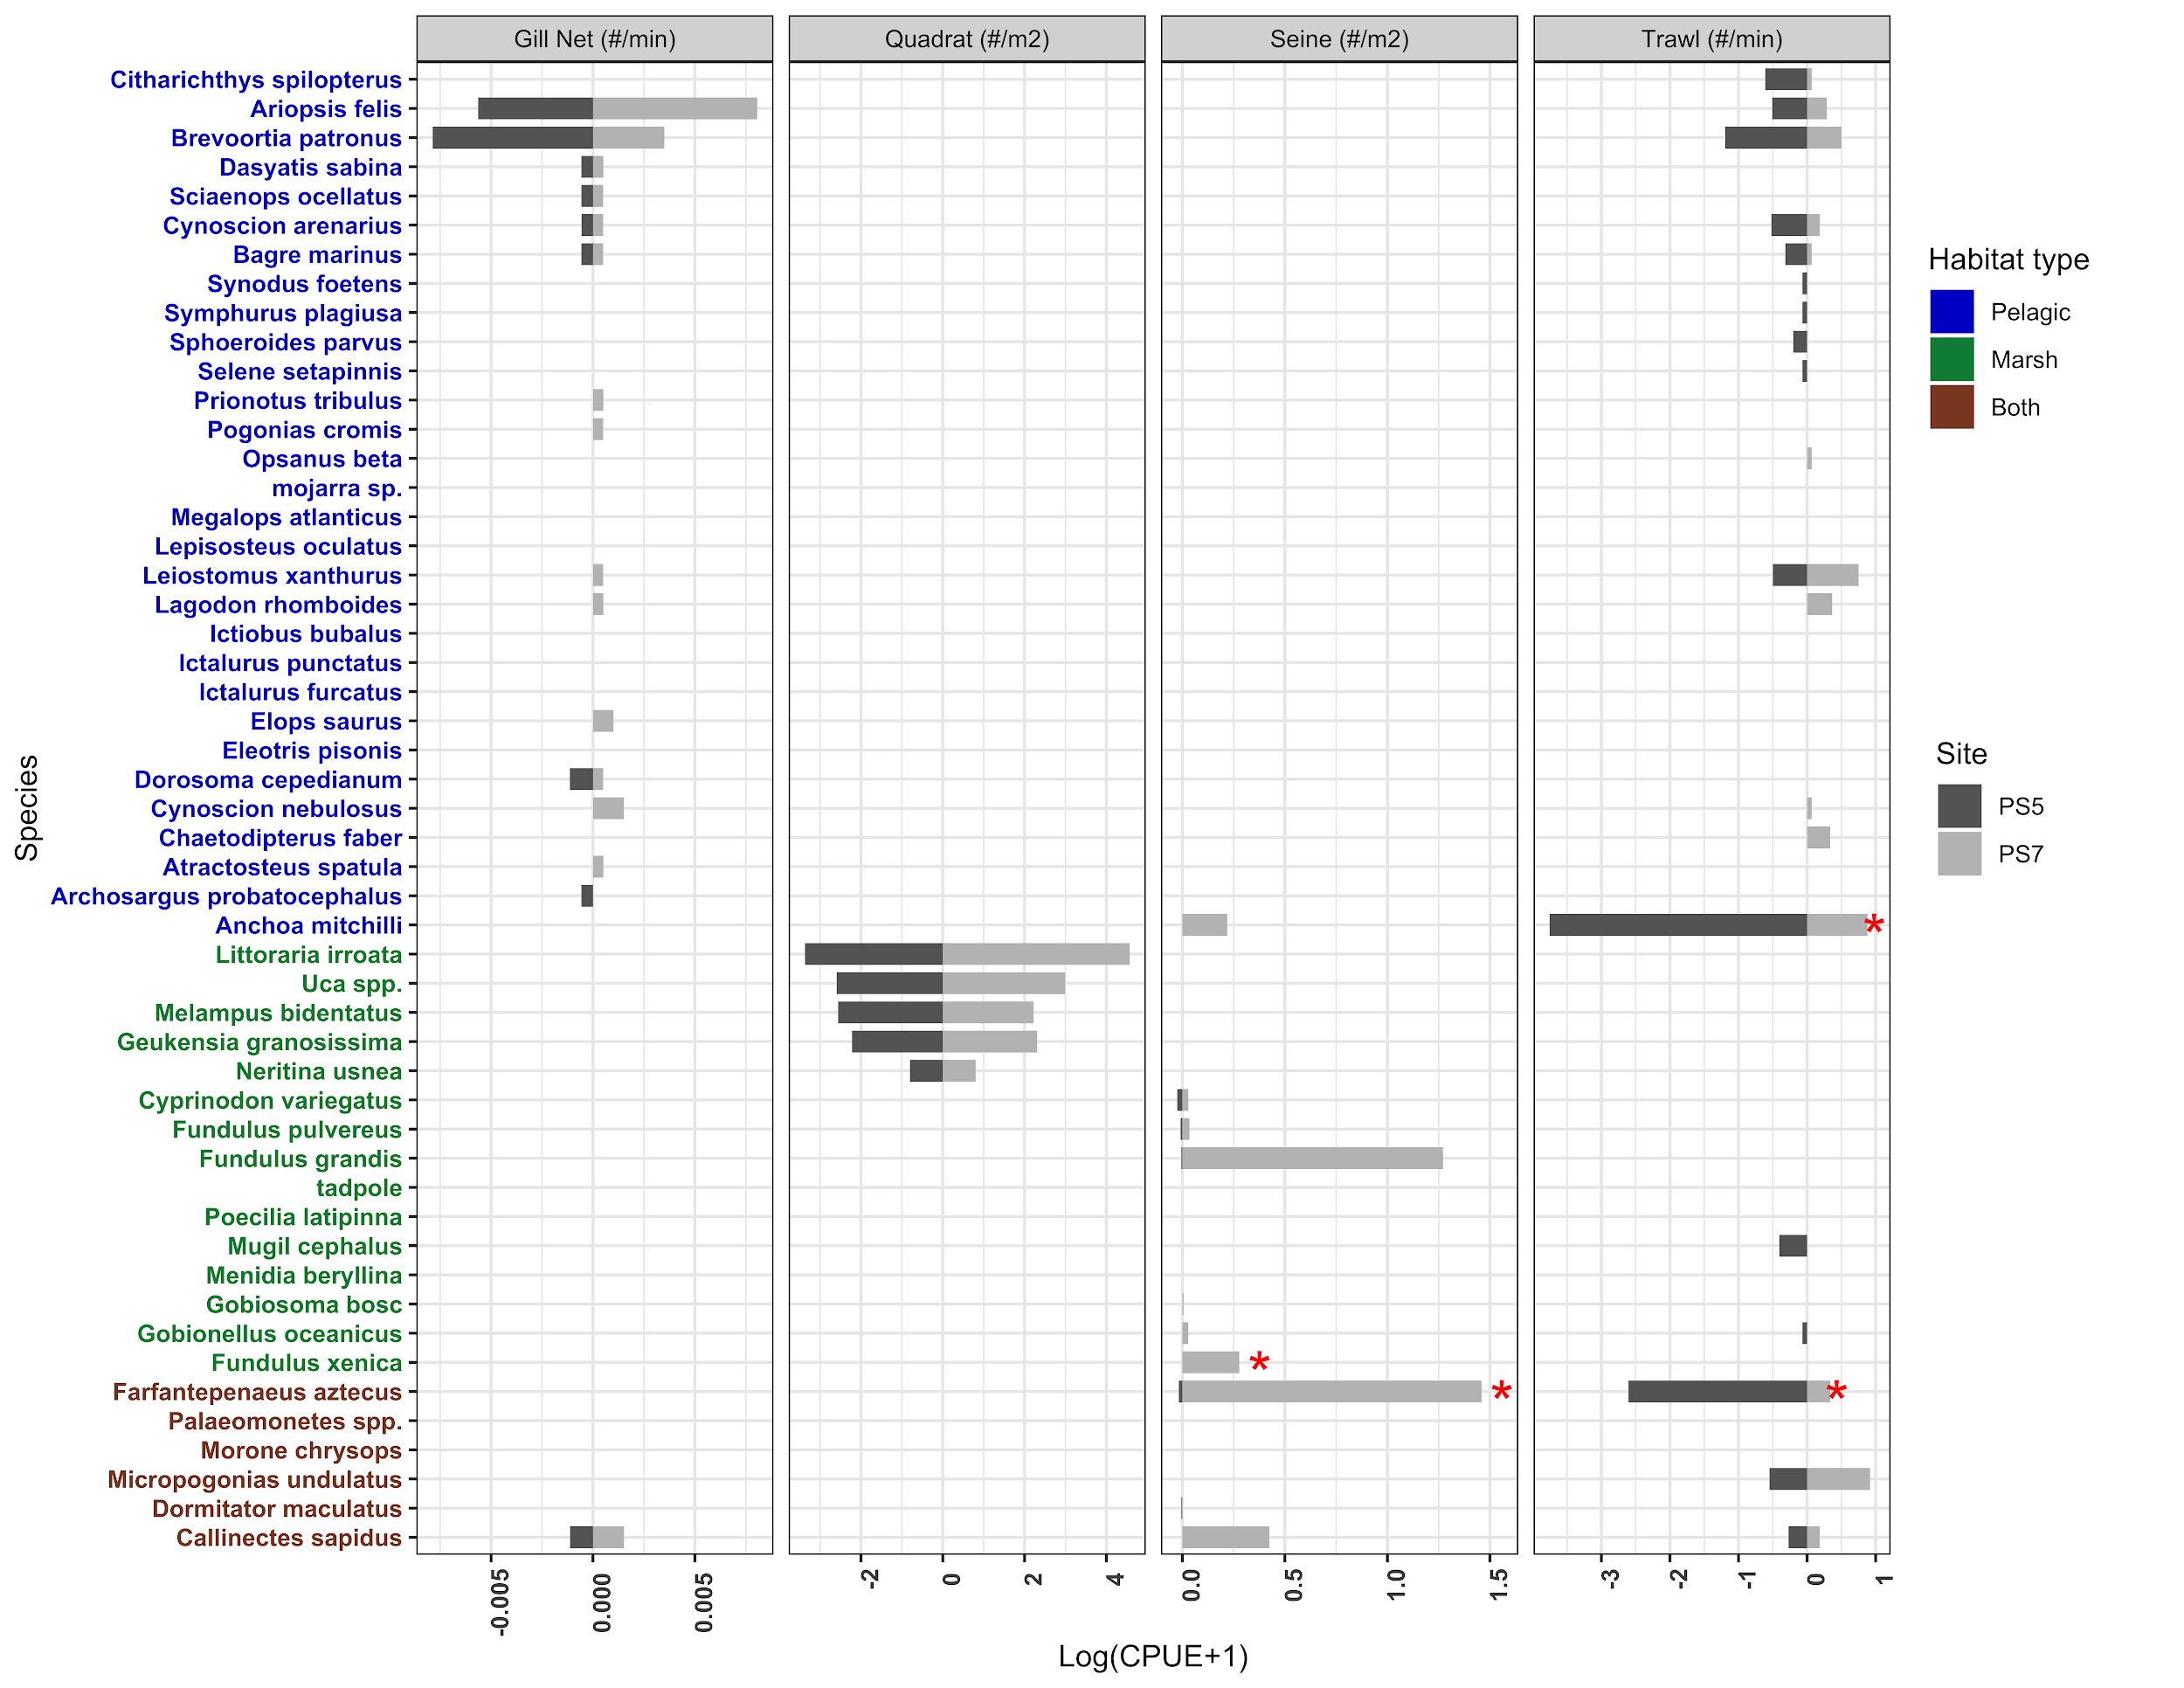 Gill Net (#/min)
Quadrat (#/m2)
Seine (#/m2)
Trawl (#/min)
Species
Citharichthys spilopterus
Ariopsis felis
Brevoortia patronus
Dasyatis sabina
Sciaenops ocellatus
Cynoscion arenarius
Bagre marinus
Synodus foetens
Symphurus plagiusa
Sphoeroides parvus
Selene setapinnis
Prionotus tribulus
Pogonias cromis
Opsanus beta
mojarra sp.
Megalops atlanticus
Lepisosteus oculatus
Leiostomus xanthurus
Lagodon rhomboides
Ictiobus bubalus
Ictalurus punctatus
Ictalurus furcatus
Elops saurus
Eleotris pisonis
Dorosoma cepedianum
Cynoscion nebulosus
Chaetodipterus faber
Atractosteus spatula
Archosargus probatocephalus
Anchoa mitchilli
Littoraria irroata
Uca spp.
Melampus bidentatus
Geukensia granosissima
Neritina usnea
Cyprinodon variegatus
Fundulus pulvereus
Fundulus grandis
tadpole
Poecilia latipinna
Mugil cephalus
Menidia beryllina
Gobiosoma bosc
Gobionellus oceanicus
Fundulus xenica
Farfantepenaeus aztecus
Palaeomonetes spp.
Morone chrysops
Micropogonias undulatus
Dormitator maculatus
Callinectes sapidus
*
*
*
*
-0.005 0.000 0.005
-2 0 2 4
0.0 0.5 1.0 1.5
-3 -2 -1 0 1
Log(CPUE+1)
Habitat type
Pelagic
Marsh
Both
Site
PS5
PS7